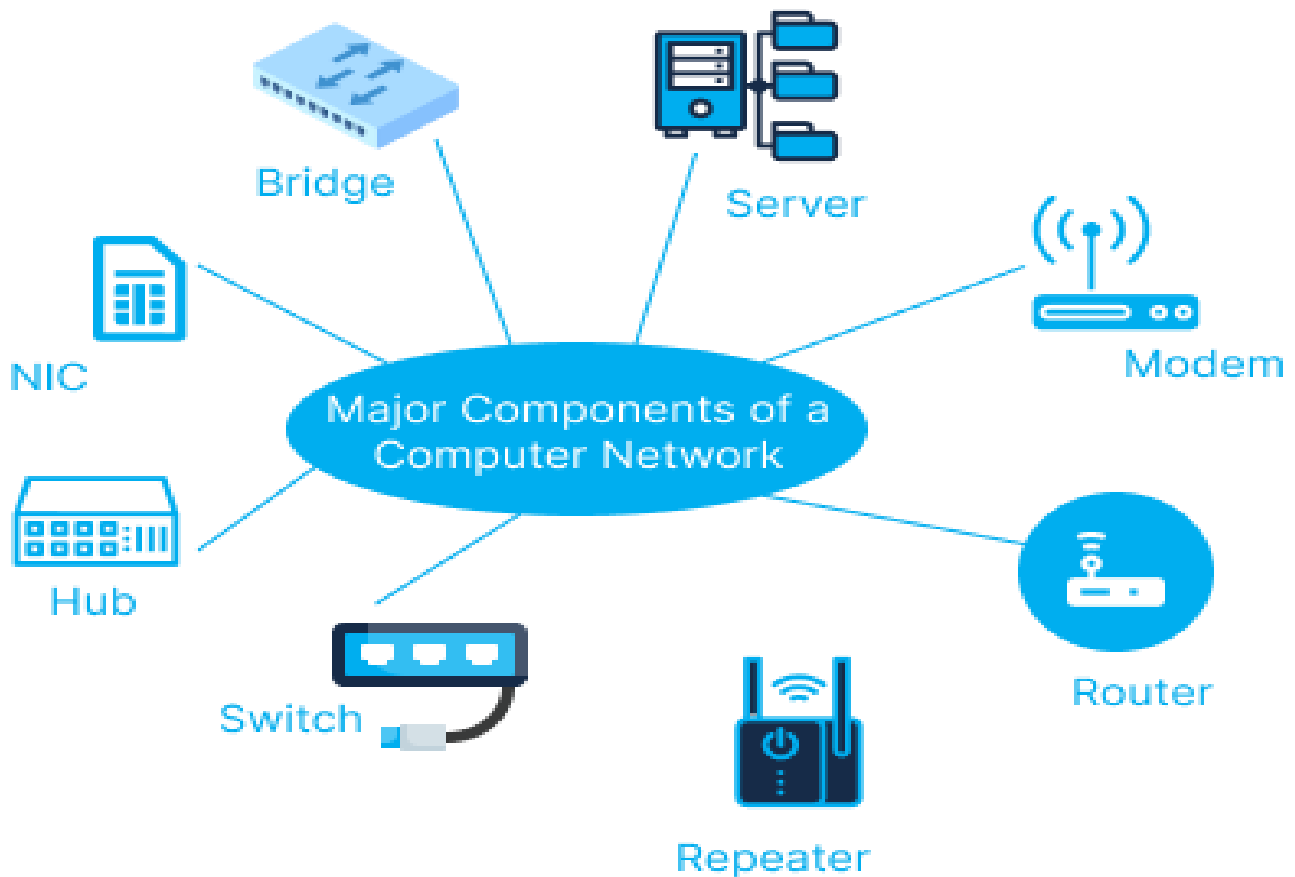 Bridge
Server
NIC
Modem
Major Components of a
Computer Network
Hub
Switch
Router
Repeater